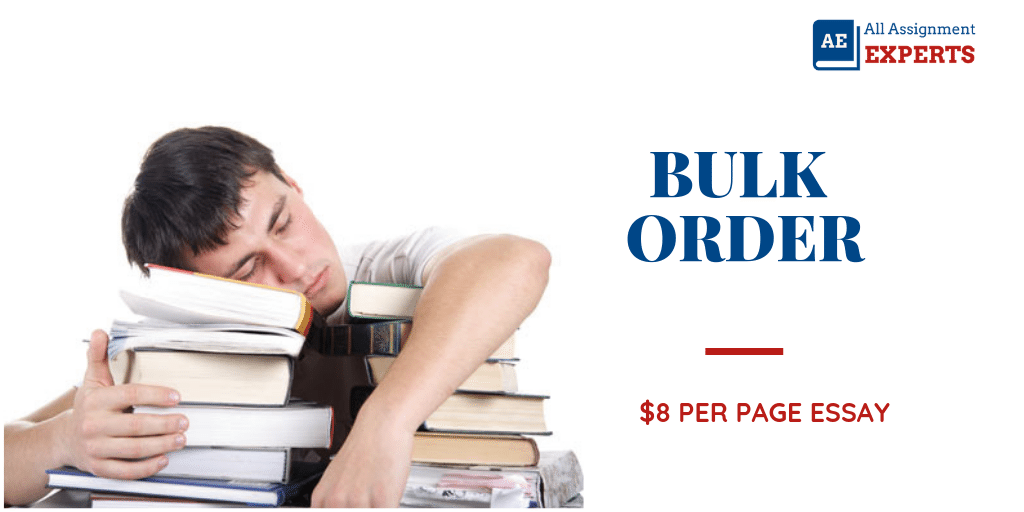 AE
All Assignment
EXPERTS
BULK
ORDER
$8 PER PAGE ESSAY